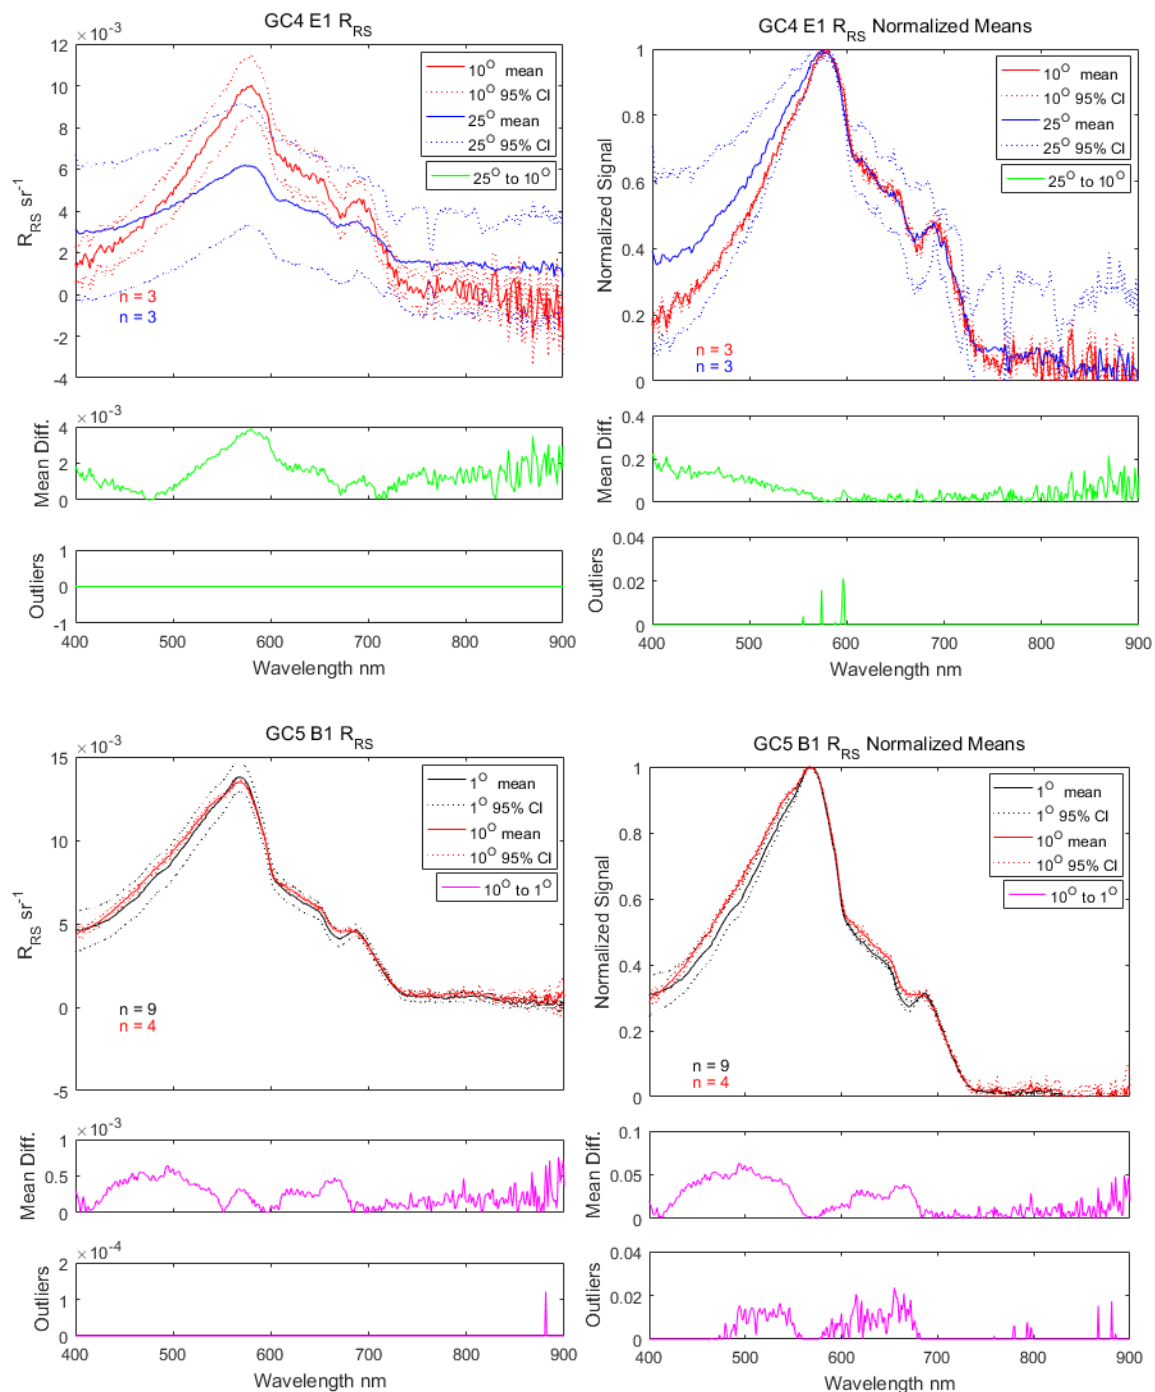 GC4 E1 R_RS
×10^-3
12
10
8
6
4
2
0
-2
-4
R_RS sr^-1
10^O mean
10^O 95% CI
25^O mean
25^O 95% CI
25^O to 10^O
n = 3
n = 3
×10^-3
4
2
0
Mean Diff.
1
0
-1
Outliers
400 500 600 700 800 900
Wavelength nm
GC4 E1 R_RS Normalized Means
1
0.8
0.6
0.4
0.2
0
Normalized Signal
10^O mean
10^O 95% CI
25^O mean
25^O 95% CI
25^O to 10^O
n = 3
n = 3
0.4
0.2
0
Mean Diff.
0.04
0.02
0
Outliers
400 500 600 700 800 900
Wavelength nm
GC5 B1 R_RS
×10^-3
15
10
5
0
-5
R_RS sr^-1
1^O mean
1^O 95% CI
10^O mean
10^O 95% CI
10^O to 1^O
n = 9
n = 4
×10^-3
1
0.5
0
Mean Diff.
×10^-4
2
1
0
Outliers
400 500 600 700 800 900
Wavelength nm
GC5 B1 R_RS Normalized Means
1
0.8
0.6
0.4
0.2
0
Normalized Signal
1^O mean
1^O 95% CI
10^O mean
10^O 95% CI
10^O to 1^O
n = 9
n = 4
0.1
0.05
0
Mean Diff.
0.04
0.02
0
Outliers
400 500 600 700 800 900
Wavelength nm